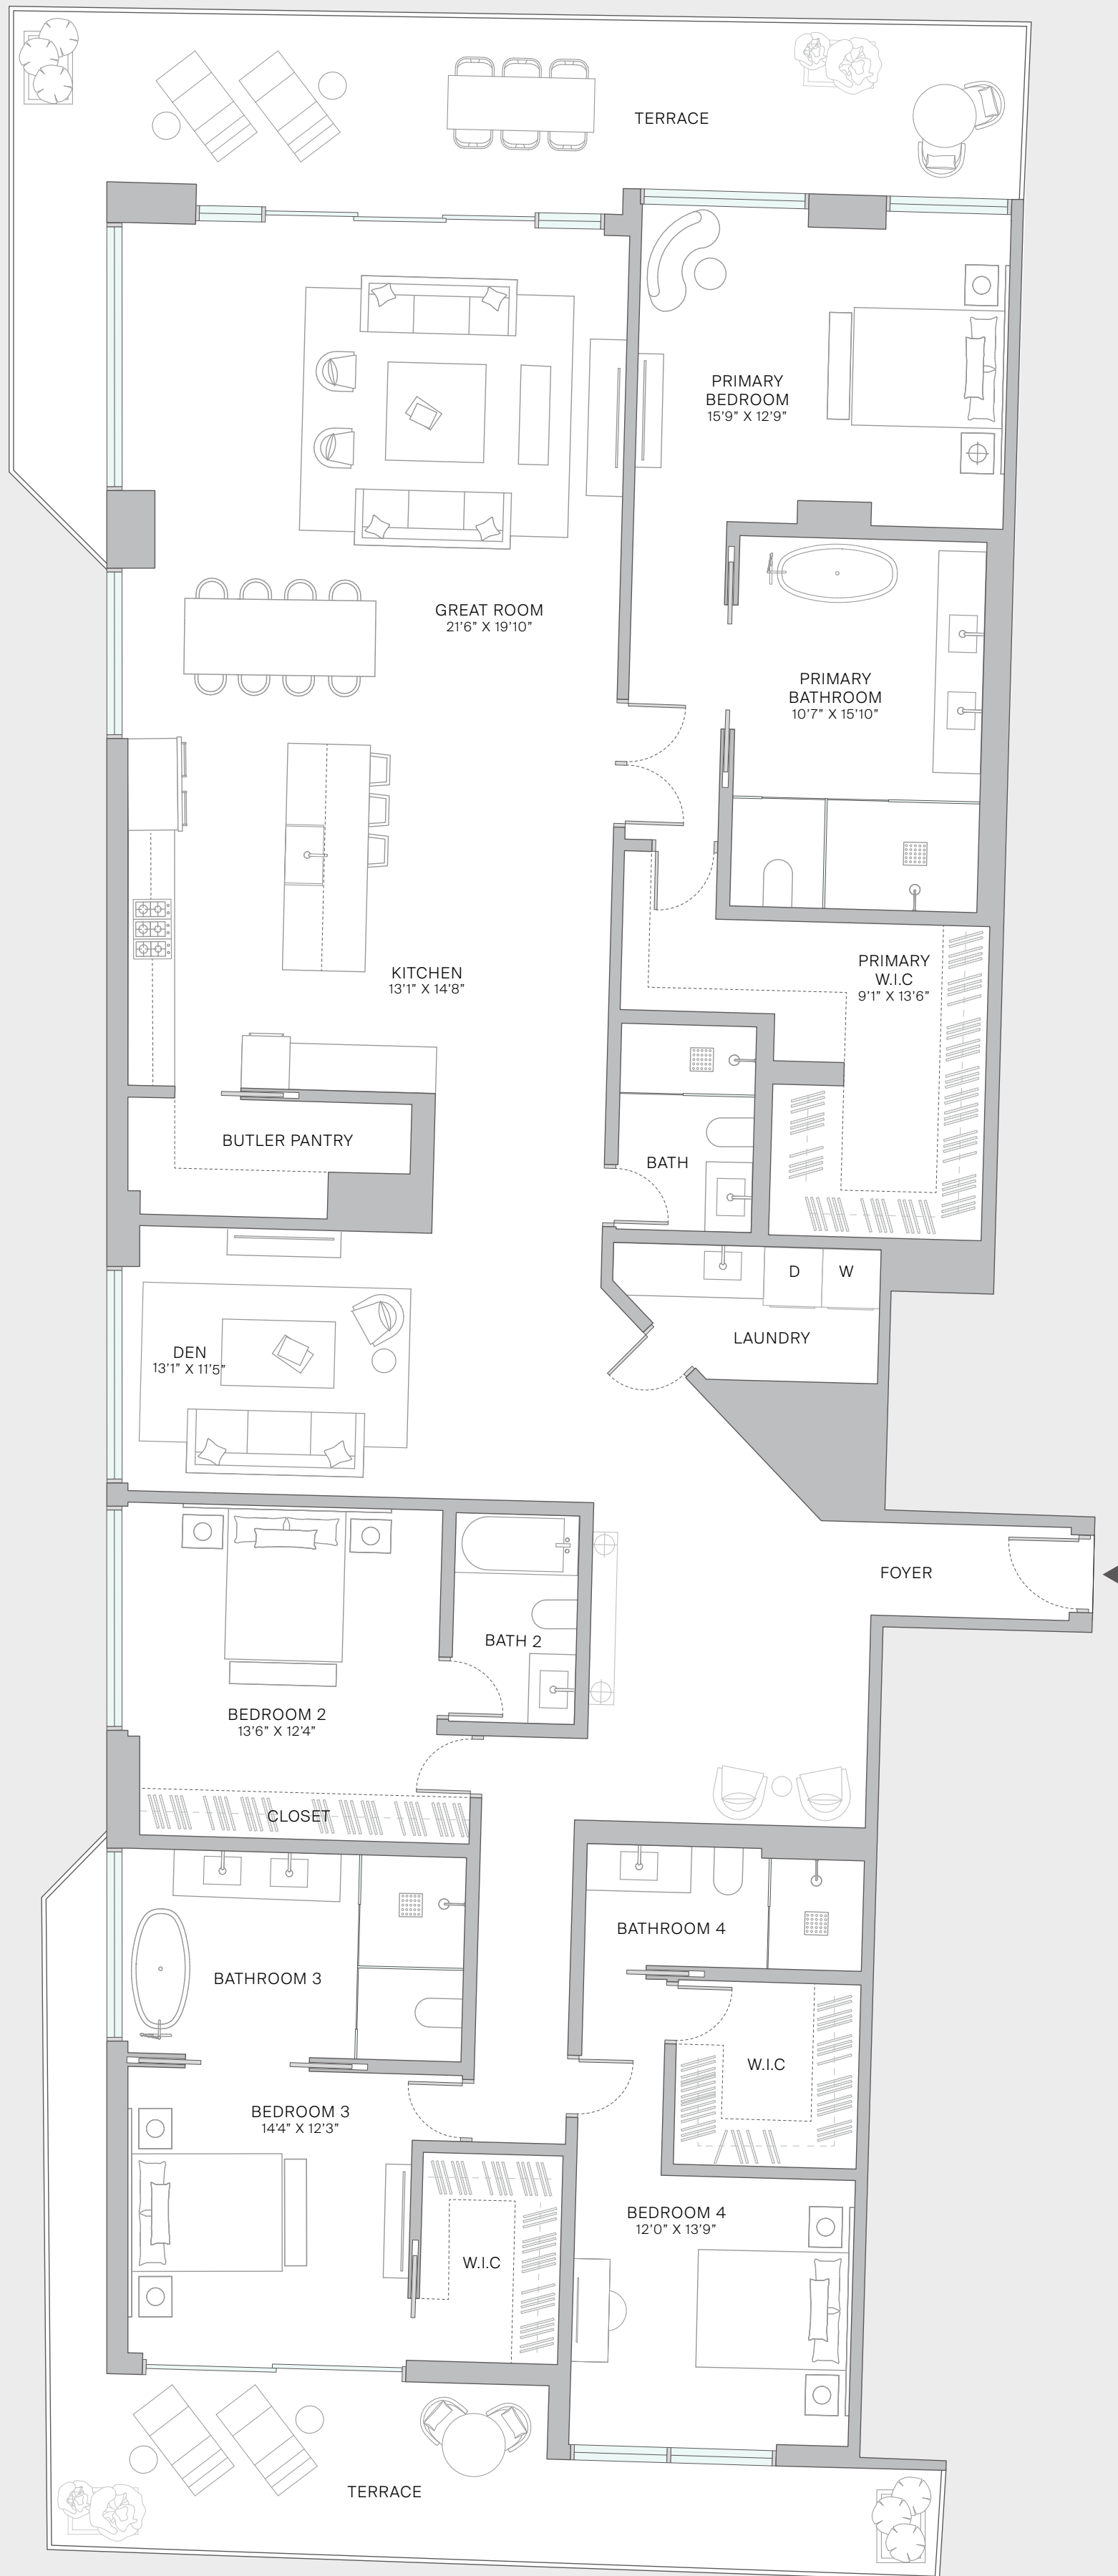 TERRACE
PRIMARY
BEDROOM
15'9" X 12'9"
GREAT ROOM
21'6" X 19'10"
PRIMARY
BATHROOM
10'7" X 15'10"
KITCHEN
13'1" X 14'8"
PRIMARY
W.I.C
9'1" X 13'6"
BUTLER PANTRY
BATH
D
W
LAUNDRY
DEN
13'1" X 11'5"
FOYER
BATH 2
BEDROOM 2
13'6" X 12'4"
CLOSET
BATHROOM 4
BATHROOM 3
W.I.C
BEDROOM 3
14'4" X 12'3"
BEDROOM 4
12'0" X 13'9"
W.I.C
TERRACE